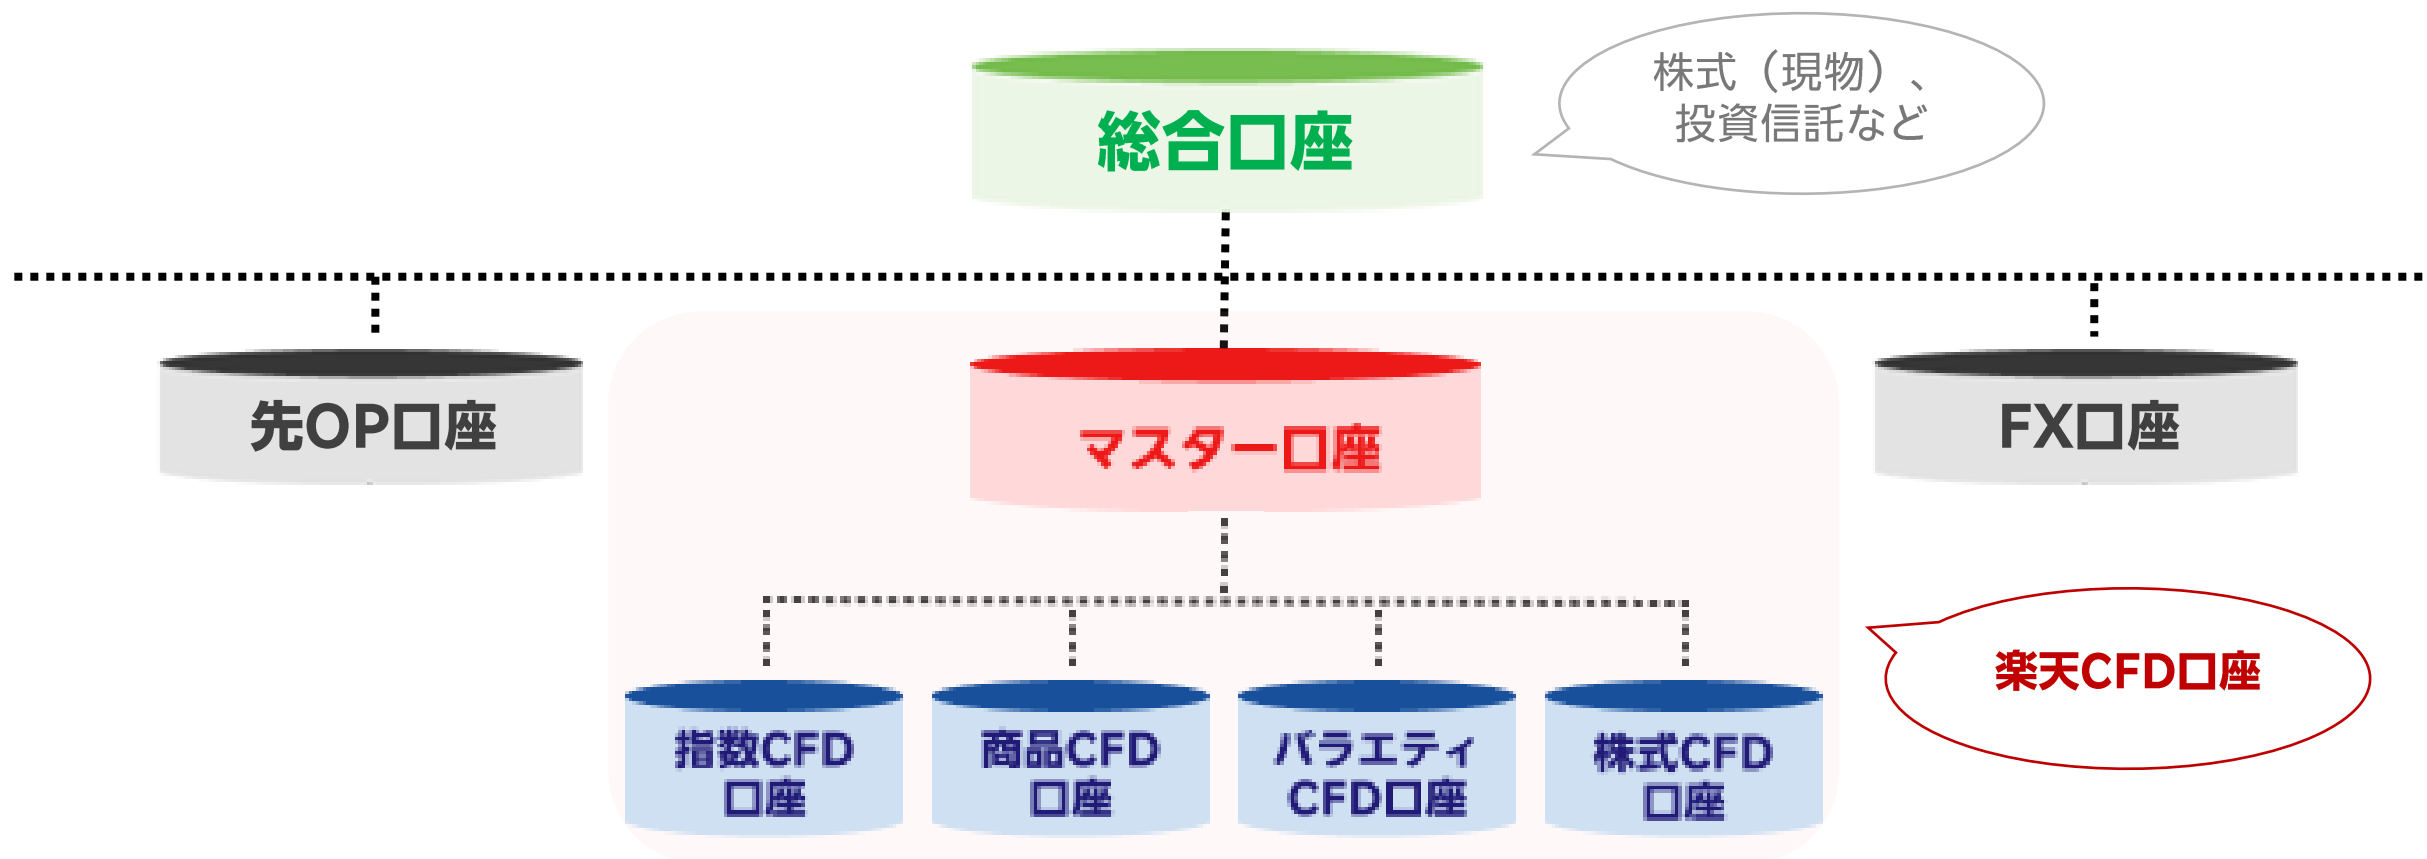 総合口座
株式（現物）、
投資信託など
先OP口座
マスター口座
FX口座
指数CFD
口座
商品CFD
口座
バラエティ
CFD口座
株式CFD
口座
楽天CFD口座